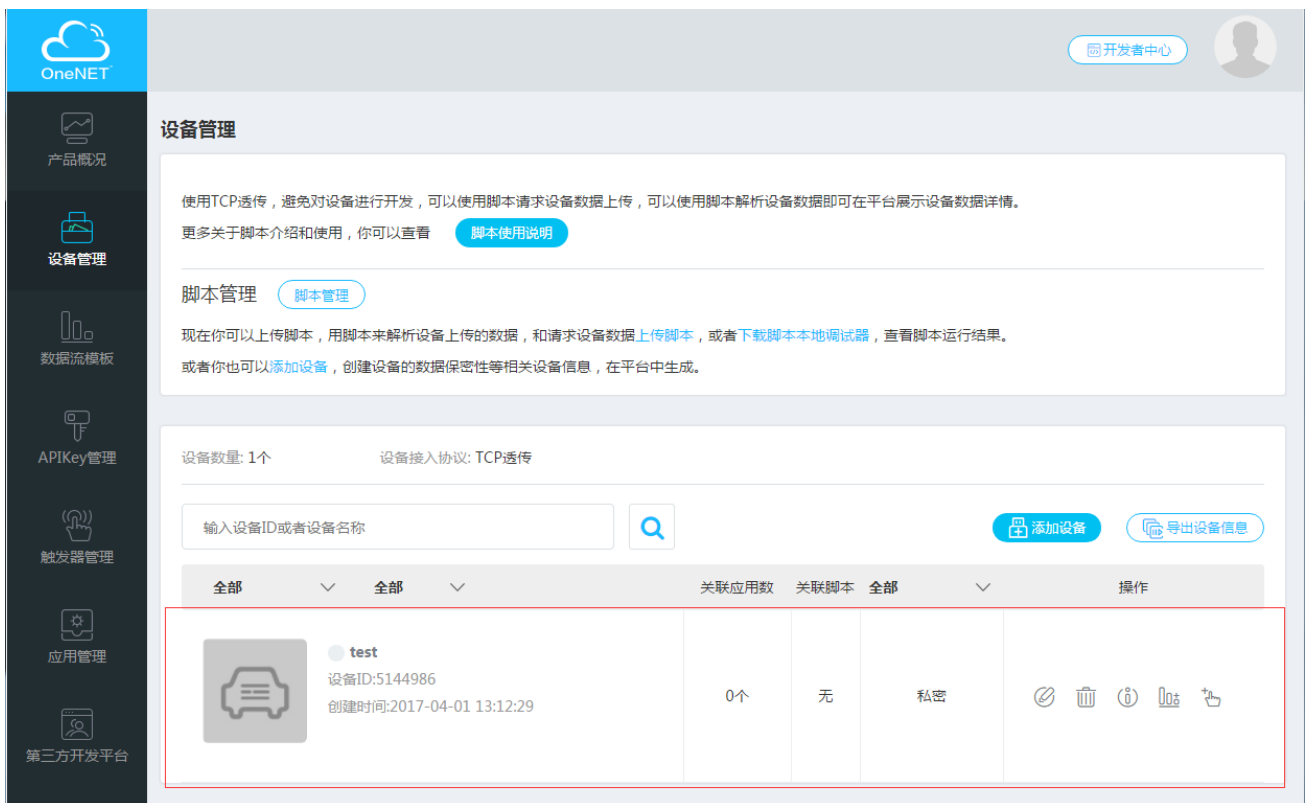 OneNET
开发者中心
产品概况
设备管理
数据流模板
APIKey管理
触发器管理
应用管理
第三方开发平台
设备管理
使用TCP透传，避免对设备进行开发，可以使用脚本请求设备数据上传，可以使用脚本解析设备数据即可在平台展示设备数据详情。
更多关于脚本介绍和使用，你可以查看 脚本使用说明
脚本管理 脚本管理
现在你可以上传脚本，用脚本来解析设备上传的数据，和请求设备数据上传脚本，或者下载脚本本地调试器，查看脚本运行结果。
或者你也可以添加设备，创建设备的数据保密性等相关设备信息，在平台中生成。
设备数量: 1个 设备接入协议: TCP透传
输入设备ID或者设备名称 添加设备 导出设备信息
全部 全部 关联应用数 关联脚本 全部 操作
test
设备ID:5144986
0个 无 私密
创建时间:2017-04-01 13:12:29